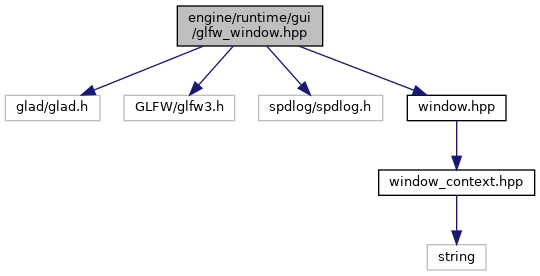 engine/runtime/gui
/glfw_window.hpp
glad/glad.h
GLFW/glfw3.h
spdlog/spdlog.h
window.hpp
window_context.hpp
string